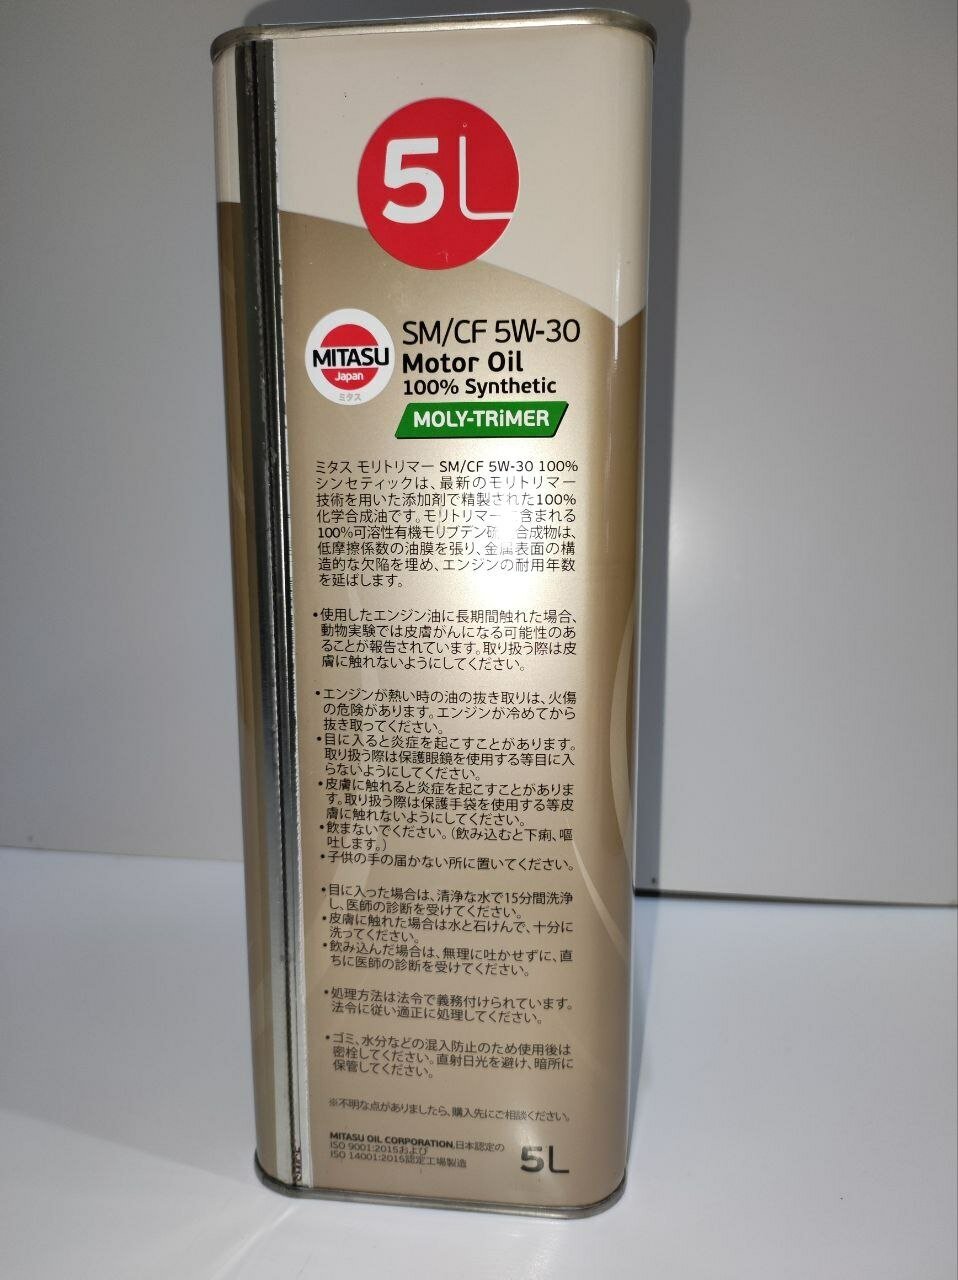 5L
MITASU
Japan
ミタス
SM/CF 5W-30
Motor Oil
100% Synthetic
MOLY-TRiMER
ミタス モリトリマー SM/CF 5W-30 100%
シンセティックは、最新のモリトリマー
技術を用いた添加剤で精製された100%
化学合成油です。モリトリマー 含まれる
100%可溶性有機モリブデン硫 合成物は、
低摩擦係数の油膜を張り、金属表面の構
造的な欠陥を埋め、エンジンの耐用年数
を延ばします。
•使用したエンジン油に長期間触れた場合、
動物実験では皮膚がんになる可能性のあ
ることが報告されています。取り扱う際は皮
膚に触れないようにしてください。
•エンジンが熱い時の油の抜き取りは、火傷
の危険があります。エンジンが冷めてから
抜き取ってください。
•目に入ると炎症を起こすことがあります。
取り扱う際は保護眼鏡を使用する等目に入
らないようにしてください。
•皮膚に触れると炎症を起こすことがありま
す。取り扱う際は保護手袋を使用する等皮
膚に触れないようにしてください。
•飲まないでください。(飲み込むと下痢、嘔
吐します。)
•子供の手の届かない所に置いてください。
•目に入った場合は、清浄な水で15分間洗浄
し、医師の診断を受けてください。
•皮膚に触れた場合は水と石けんで、十分に
洗ってください。
•飲み込んだ場合は、無理に吐かせずに、直
ちに医師の診断を受けてください。
•処理方法は法令で義務付けられています。
法令に従い適正に処理してください。
•ゴミ、水分などの混入防止のため使用後は
密栓してください。直射日光を避け、暗所に
保管してください。
※不明な点がありましたら、購入先にご相談ください。
MITASU OIL CORPORATION,日本認定の
ISO 9001:2015および
ISO 14001:2015認定工場製造
5L